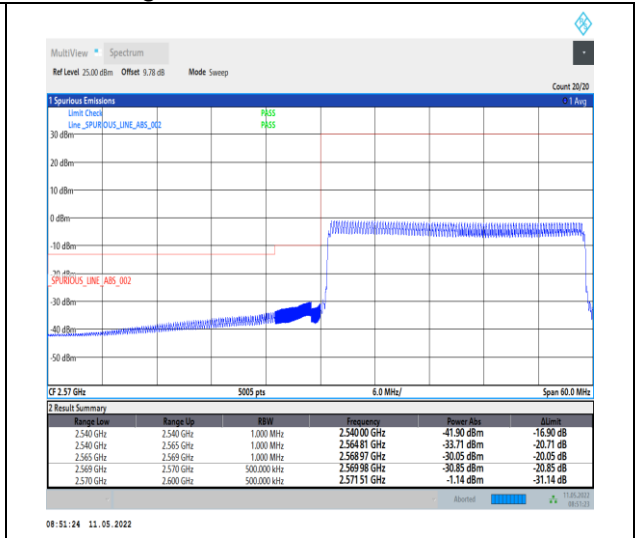 MultiView Spectrum
Ref Level 25.00 dBm Offset 9.78 dB Mode Sweep
Count 20/20
1 Spurious Emissions 1 Avg
Limit Check PASS
Line _SPURIOUS_LINE_ABS_002 PASS
30 dBm
20 dBm
10 dBm
0 dBm
-10 dBm
-20 dBm
_SPURIOUS_LINE_ABS_002
-30 dBm
-40 dBm
-50 dBm
CF 2.57 GHz 5005 pts 6.0 MHz/ Span 60.0 MHz
2 Result Summary
Range Low Range Up RBW Frequency Power Abs ΔLimit
2.540 GHz 2.540 GHz 1.000 MHz 2.540 00 GHz -41.90 dBm -16.90 dB
2.540 GHz 2.565 GHz 1.000 MHz 2.564 81 GHz -33.71 dBm -20.71 dB
2.565 GHz 2.569 GHz 1.000 MHz 2.568 97 GHz -30.05 dBm -20.05 dB
2.569 GHz 2.570 GHz 500.000 kHz 2.569 98 GHz -30.85 dBm -20.85 dB
2.570 GHz 2.600 GHz 500.000 kHz 2.571 51 GHz -1.14 dBm -31.14 dB
Aborted 11.05.2022
08:51:23
08:51:24 11.05.2022